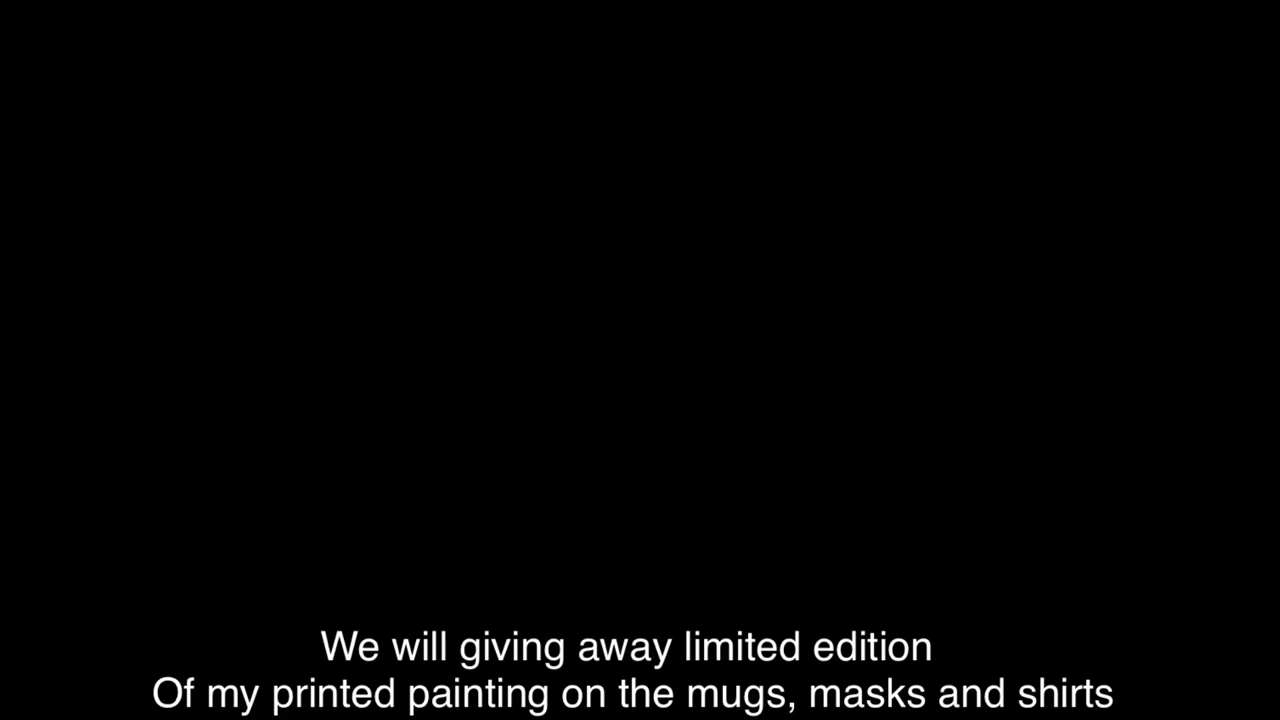 We will giving away limited edition
Of my printed painting on the mugs, masks and shirts